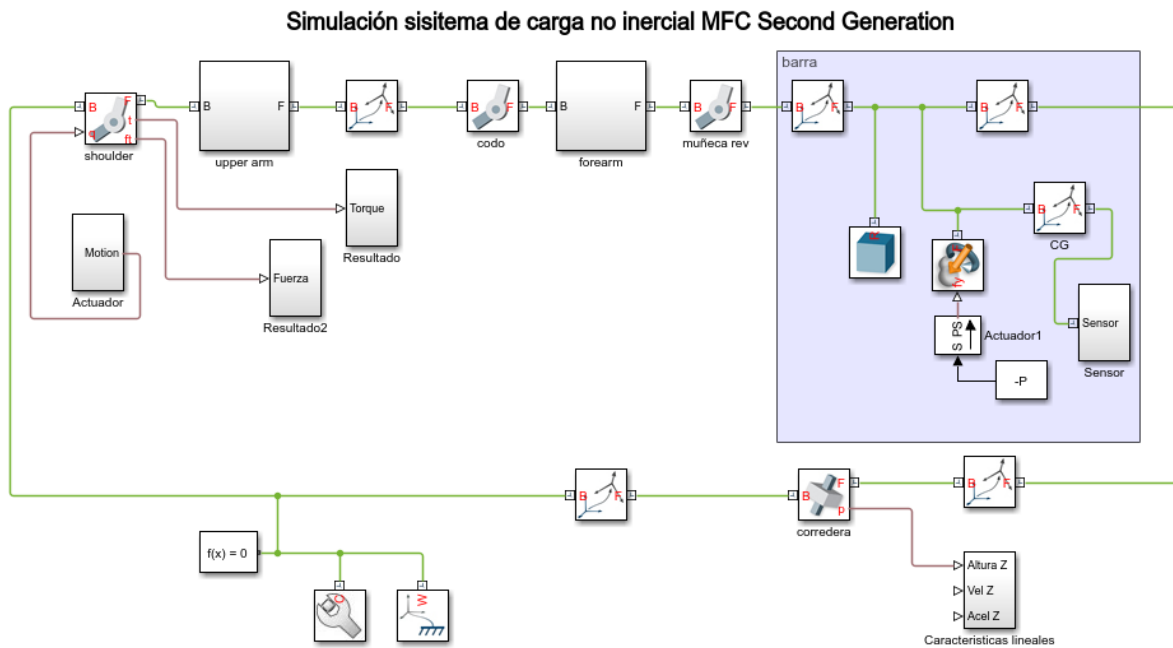 Simulación sisitema de carga no inercial MFC Second Generation
barra
B F
q t
ft
shoulder
B F
upper arm
B F
B F
codo
B F
forearm
B F
muñeca rev
B F
B F
Motion
Actuador
Torque
Resultado
Fuerza
Resultado2
R
B F
CG
fy
S PS
Actuador1
-P
Sensor
Sensor
B F
B F
p
corredera
B F
f(x) = 0
C
W
Altura Z
Vel Z
Acel Z
Caracteristicas lineales